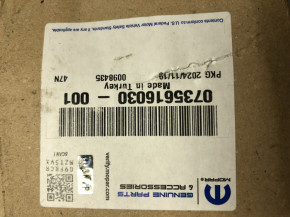 MOPAR®
GENUINE PARTS
& ACCESSORIES
verify.mopar.com
0735616030 - 001
Made in Turkey
PKG 2024/11/19
0098435
47N
Contents conform to U.S. Federal Motor Vehicle Safety Standards, if any are applicable.